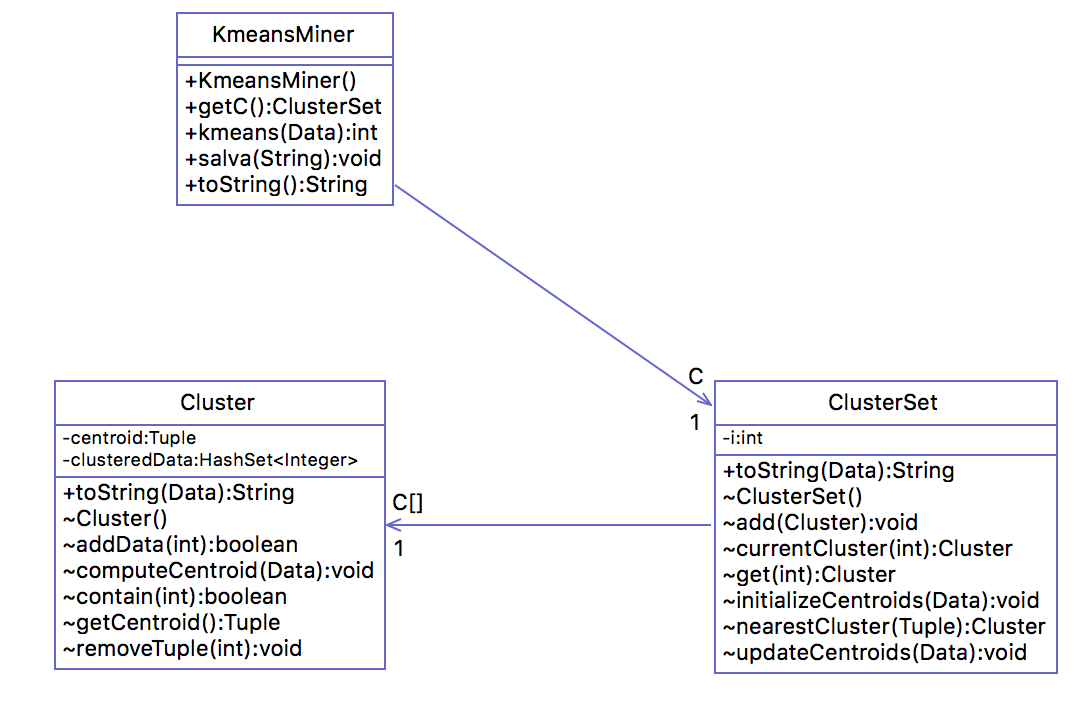 KmeansMiner
+KmeansMiner()
+getC():ClusterSet
+kmeans(Data):int
+salva(String):void
+toString():String
C
1
Cluster
-centroid:Tuple
-clusteredData:HashSet<Integer>
+toString(Data):String
~Cluster()
~addData(int):boolean
~computeCentroid(Data):void
~contain(int):boolean
~getCentroid():Tuple
~removeTuple(int):void
C[]
1
ClusterSet
-i:int
+toString(Data):String
~ClusterSet()
~add(Cluster):void
~currentCluster(int):Cluster
~get(int):Cluster
~initializeCentroids(Data):void
~nearestCluster(Tuple):Cluster
~updateCentroids(Data):void